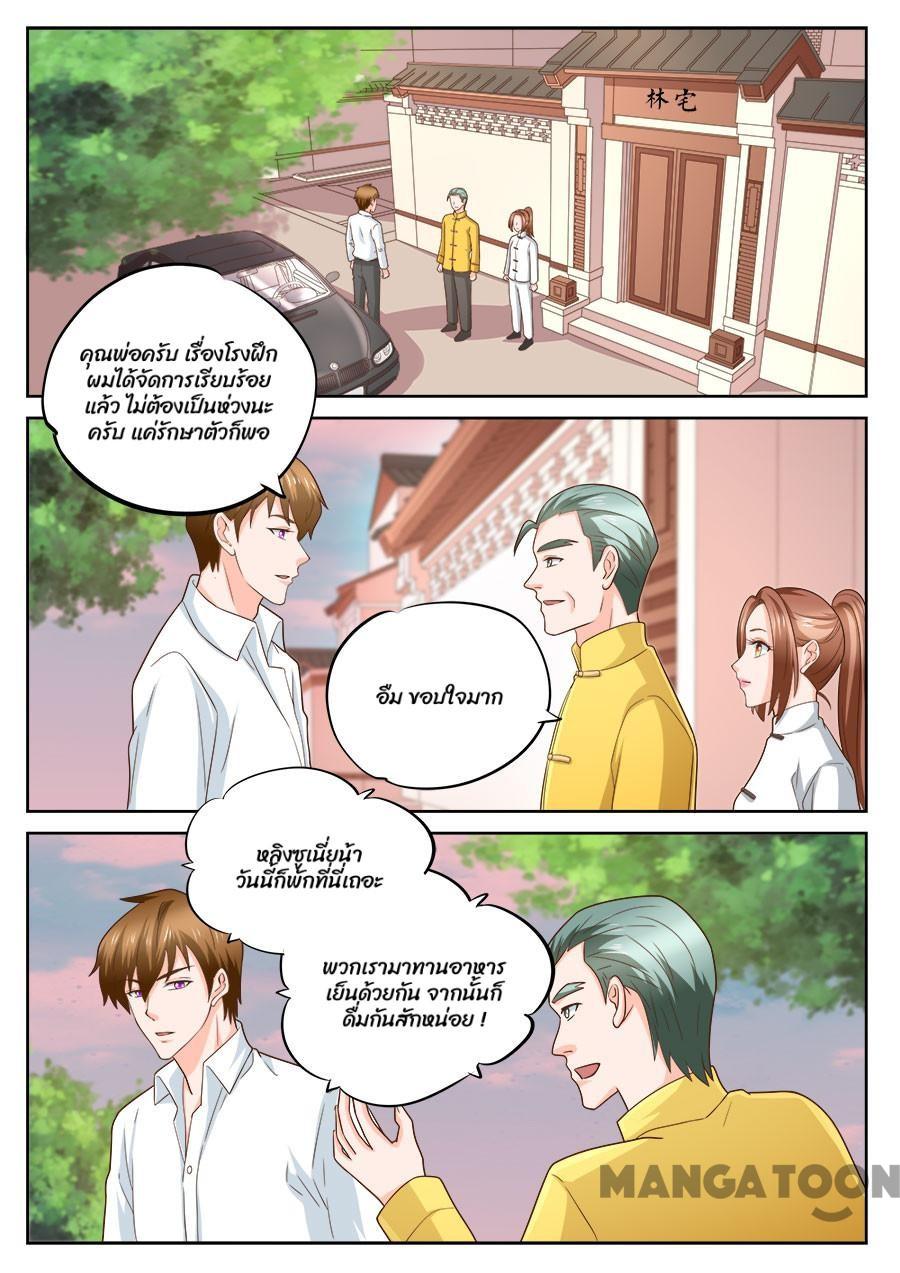 林宅
คุณพ่อครับ เรื่องโรงฝึก
ผมได้จัดการเรียบร้อย
แล้ว ไม่ต้องเป็นห่วงนะ
ครับ แค่รักษาตัวก็พอ
อืม ขอบใจมาก
หลิงซูเนี่ยน้า
วันนี้ก็พักที่นี่เถอะ
พวกเรามาทานอาหาร
เย็นด้วยกัน จากนั้นก็
ดื่มกันสักหน่อย !
MANGATOON